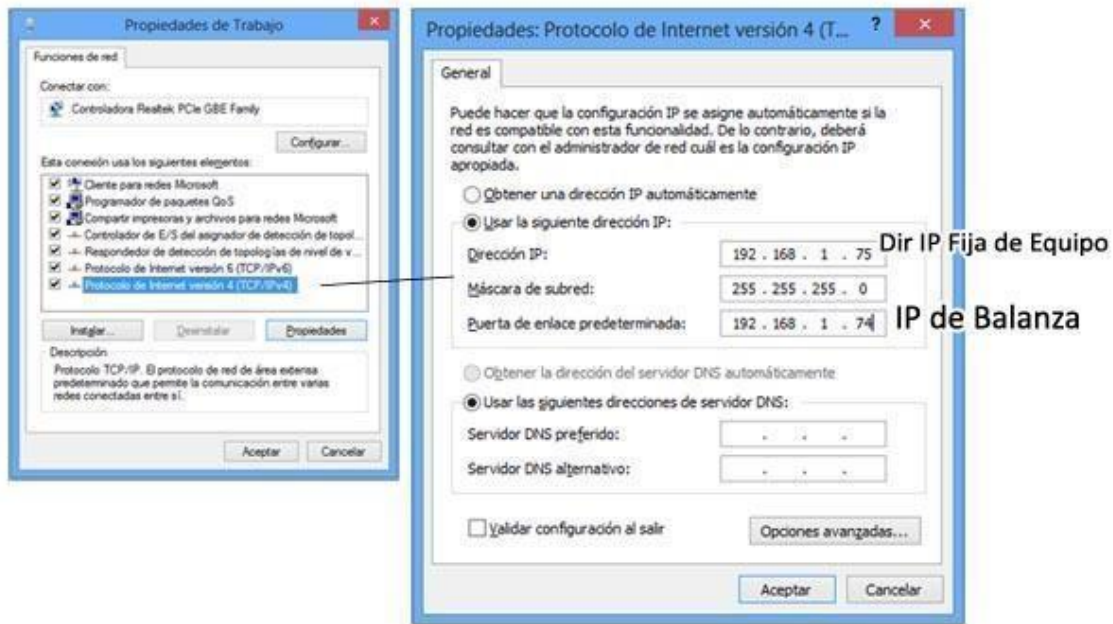 Propiedades de Trabajo
Funciones de red
Conectar con:
Controladora Realtek PCIe GBE Family
Configurar...
Esta conexión usa los siguientes elementos:
Cliente para redes Microsoft
Programador de paquetes QoS
Compartir impresoras y archivos para redes Microsoft
Controlador de E/S del asignador de detección de topol...
Respondedor de detección de topologías de nivel de v...
Protocolo de Internet versión 6 (TCP/IPv6)
Protocolo de Internet versión 4 (TCP/IPv4)
Instalar...
Desinstalar
Propiedades
Descripción
Protocolo TCP/IP. El protocolo de red de área extensa
predeterminado que permite la comunicación entre varias
redes conectadas entre sí.
Aceptar
Cancelar
Propiedades: Protocolo de Internet versión 4 (T...
?
General
Puede hacer que la configuración IP se asigne automáticamente si la
red es compatible con esta funcionalidad. De lo contrario, deberá
consultar con el administrador de red cuál es la configuración IP
apropiada.
Obtener una dirección IP automáticamente
Usar la siguiente dirección IP:
Dirección IP: 192 . 168 . 1 . 75 Dir IP Fija de Equipo
Máscara de subred: 255 . 255 . 255 . 0
Puerta de enlace predeterminada: 192 . 168 . 1 . 74 IP de Balanza
Obtener la dirección del servidor DNS automáticamente
Usar las siguientes direcciones de servidor DNS:
Servidor DNS preferido: . . .
Servidor DNS alternativo: . . .
Validar configuración al salir
Opciones avanzadas...
Aceptar
Cancelar